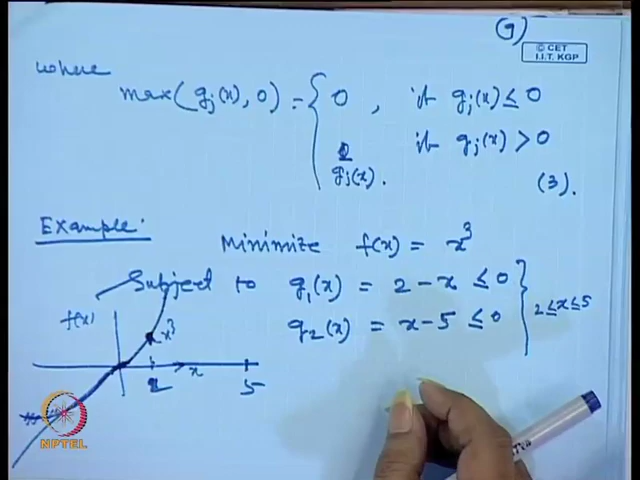 9
© CET
I.I.T. KGP
where
max(gj(x), 0) = { 0 , if gj(x) ≤ 0
gj(x). if gj(x) > 0
(3).
Example:
Minimize f(x) = x³
Subject to g₁(x) = 2 - x ≤ 0
g₂(x) = x - 5 ≤ 0 } 2 ≤ x ≤ 5
f(x)
x³
2 x 5
NPTEL